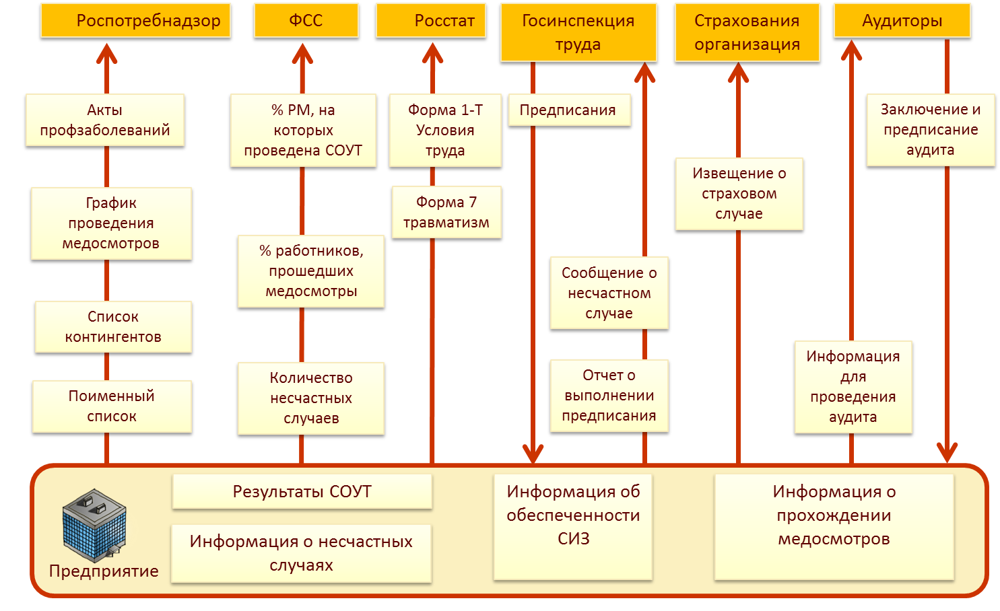 Роспотребнадзор
ФСС
Росстат
Госинспекция
труда
Страхования
организация
Аудиторы
Акты
профзаболеваний
График
проведения
медосмотров
Список
контингентов
Поименный
список
% РМ, на
которых
проведена СОУТ
% работников,
прошедших
медосмотры
Количество
несчастных
случаев
Форма 1-Т
Условия
труда
Форма 7
травматизм
Предписания
Сообщение о
несчастном
случае
Отчет о
выполнении
предписания
Извещение о
страховом
случае
Информация
для
проведения
аудита
Заключение и
предписание
аудита
Предприятие
Результаты СОУТ
Информация о несчастных
случаях
Информация об
обеспеченности
СИЗ
Информация о
прохождении
медосмотров